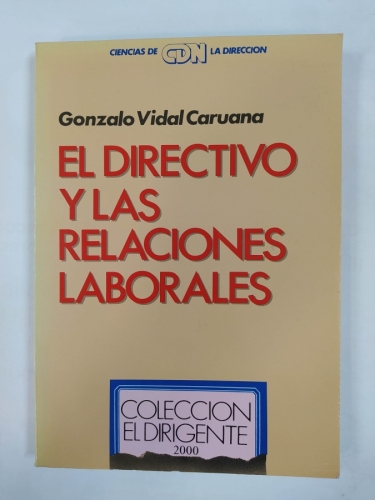 CIENCIAS DE CDN LA DIRECCION
Gonzalo Vidal Caruana
EL DIRECTIVO
Y LAS
RELACIONES
LABORALES
COLECCION
EL DIRIGENTE
2000